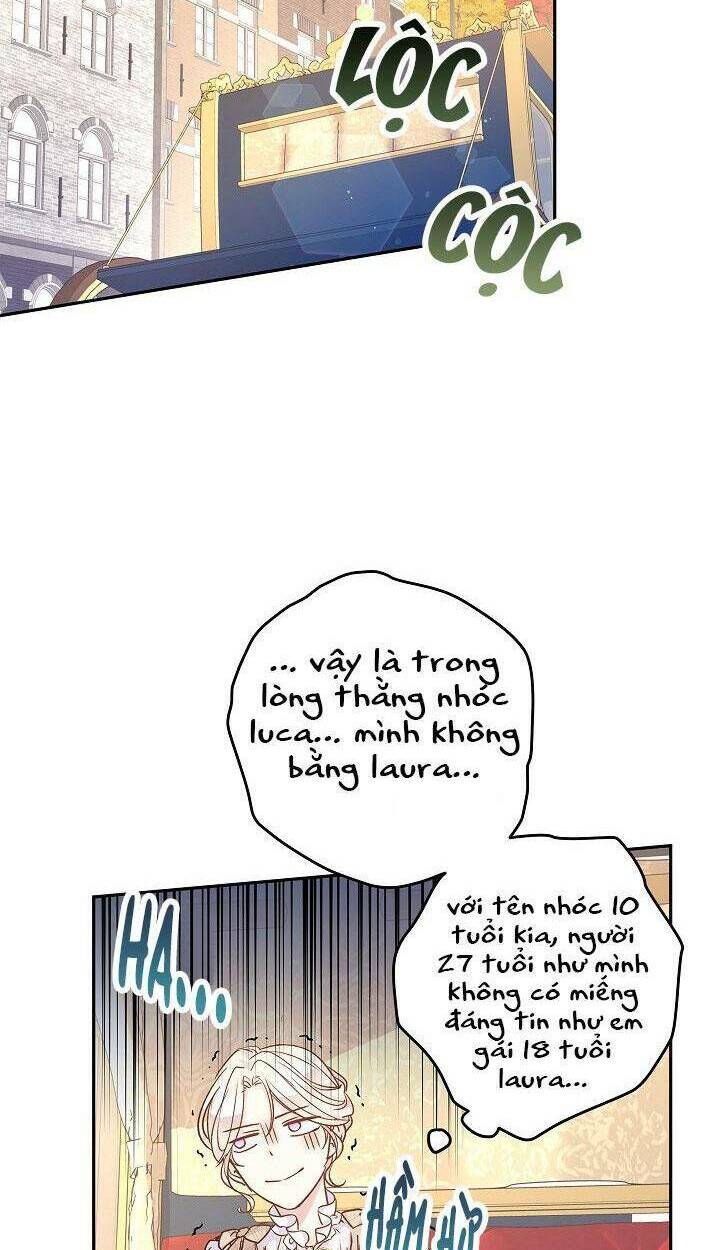 LỘC
CỘC
... vậy là trong
lòng thằng nhóc
luca... mình không
bằng laura...
với tên nhóc 10
tuổi kia, người
27 tuổi như mình
không có miếng
đáng tin như em
gái 18 tuổi
laura...
HA...
HẦM HỪ